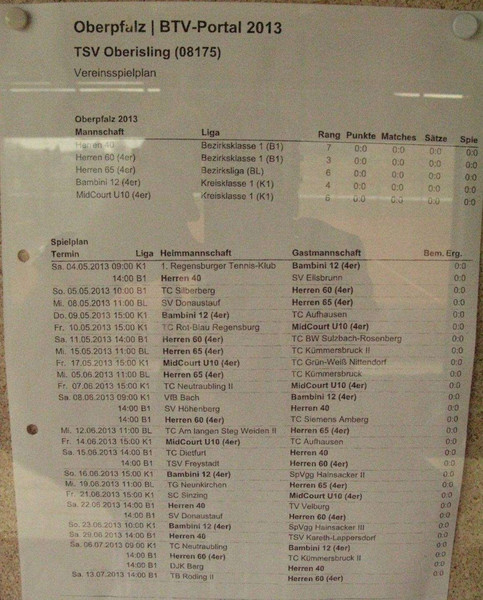 Oberpfalz | BTV-Portal 2013
TSV Oberisling (08175)
Vereinsspielplan
Oberpfalz 2013
Mannschaft Liga Rang Punkte Matches Sätze Spie
Herren 40 Bezirksklasse 1 (B1) 7 0:0 0:0 0:0 0:0
Herren 60 (4er) Bezirksklasse 1 (B1) 3 0:0 0:0 0:0 0:0
Herren 65 (4er) Bezirksliga (BL) 6 0:0 0:0 0:0 0:0
Bambini 12 (4er) Kreisklasse 1 (K1) 4 0:0 0:0 0:0 0:0
MidCourt U10 (4er) Kreisklasse 1 (K1) 6 0:0 0:0 0:0 0:0
Spielplan
Termin Liga Heimmannschaft Gastmannschaft Bem. Erg.
Sa. 04.05.2013 09:00 K1 1. Regensburger Tennis-Klub Bambini 12 (4er) 0:0
14:00 B1 Herren 40 SV Eilsbrunn 0:0
So. 05.05.2013 10:00 B1 TC Silberberg Herren 60 (4er) 0:0
Mi. 08.05.2013 11:00 BL SV Donaustauf Herren 65 (4er) 0:0
Do. 09.05.2013 15:00 K1 Bambini 12 (4er) TC Aufhausen 0:0
Fr. 10.05.2013 15:00 K1 TC Rot-Blau Regensburg MidCourt U10 (4er) 0:0
Sa. 11.05.2013 14:00 B1 Herren 60 (4er) TC BW Sulzbach-Rosenberg 0:0
Mi. 15.05.2013 11:00 BL Herren 65 (4er) TC Kümmersbruck II 0:0
Fr. 17.05.2013 15:00 K1 MidCourt U10 (4er) TC Grün-Weiß Nittendorf 0:0
Mi. 05.06.2013 11:00 BL Herren 65 (4er) TC Kümmersbruck 0:0
Fr. 07.06.2013 15:00 K1 TC Neutraubling II MidCourt U10 (4er) 0:0
Sa. 08.06.2013 09:00 K1 VfB Bach Bambini 12 (4er) 0:0
14:00 B1 SV Höhenberg Herren 40 0:0
14:00 B1 Herren 60 (4er) TC Siemens Amberg 0:0
Mi. 12.06.2013 11:00 BL TC Am langen Steg Weiden II Herren 65 (4er) 0:0
Fr. 14.06.2013 15:00 K1 MidCourt U10 (4er) TC Aufhausen 0:0
Sa. 15.06.2013 14:00 B1 TC Dietfurt Herren 40 0:0
14:00 B1 TSV Freystadt Herren 60 (4er) 0:0
So. 16.06.2013 15:00 K1 Bambini 12 (4er) SpVgg Hainsacker II 0:0
Mi. 19.06.2013 11:00 BL TG Neunkirchen Herren 65 (4er) 0:0
Fr. 21.06.2013 15:00 K1 SC Sinzing MidCourt U10 (4er) 0:0
Sa. 22.06.2013 14:00 B1 Herren 40 TV Velburg 0:0
14:00 B1 SV Donaustauf Herren 60 (4er) 0:0
So. 23.06.2013 10:00 K1 Bambini 12 (4er) SpVgg Hainsacker III 0:0
Sa. 29.06.2013 14:00 B1 Herren 40 TSV Kareth-Lappersdorf 0:0
Sa. 06.07.2013 09:00 K1 TC Neutraubling Bambini 12 (4er) 0:0
14:00 B1 Herren 60 (4er) TC Kümmersbruck II 0:0
14:00 B1 DJK Berg Herren 40 0:0
Sa. 13.07.2013 14:00 B1 TB Roding II Herren 60 (4er) 0:0